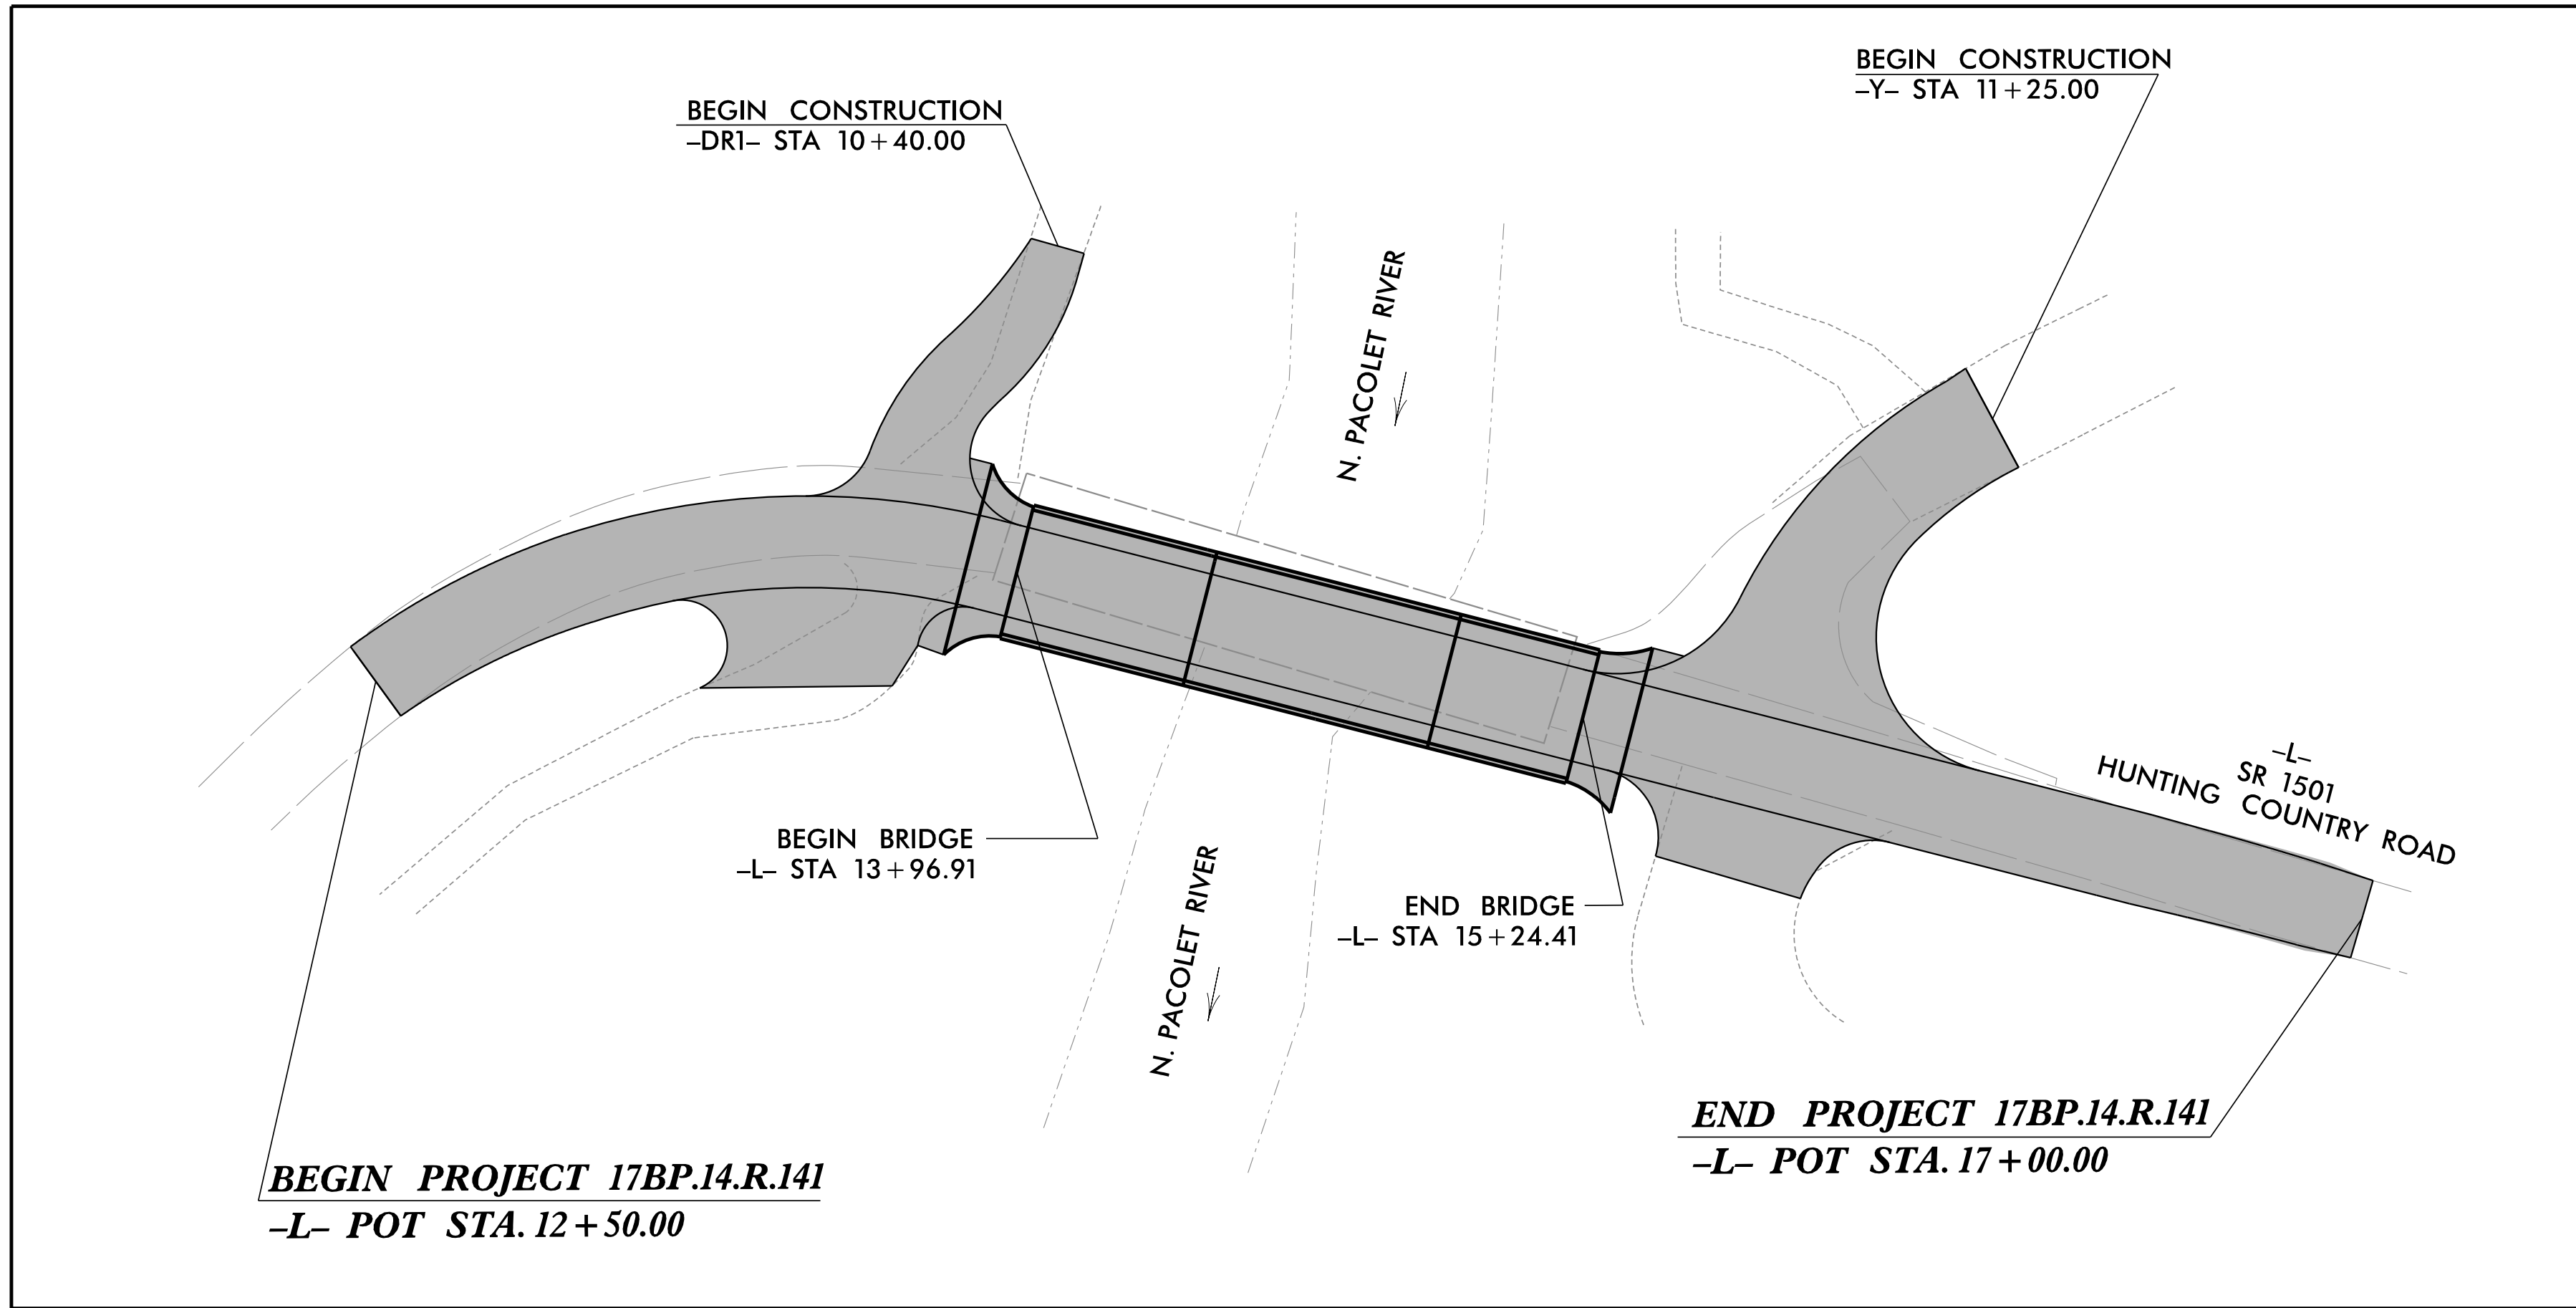 BEGIN CONSTRUCTION
–Y– STA 11+25.00
BEGIN CONSTRUCTION
–DR1– STA 10+40.00
N. PACOLET RIVER
–L–
SR 1501
HUNTING COUNTRY ROAD
BEGIN BRIDGE
–L– STA 13+96.91
END BRIDGE
–L– STA 15+24.41
N. PACOLET RIVER
END PROJECT 17BP.14.R.141
–L– POT STA. 17+00.00
BEGIN PROJECT 17BP.14.R.141
–L– POT STA. 12+50.00